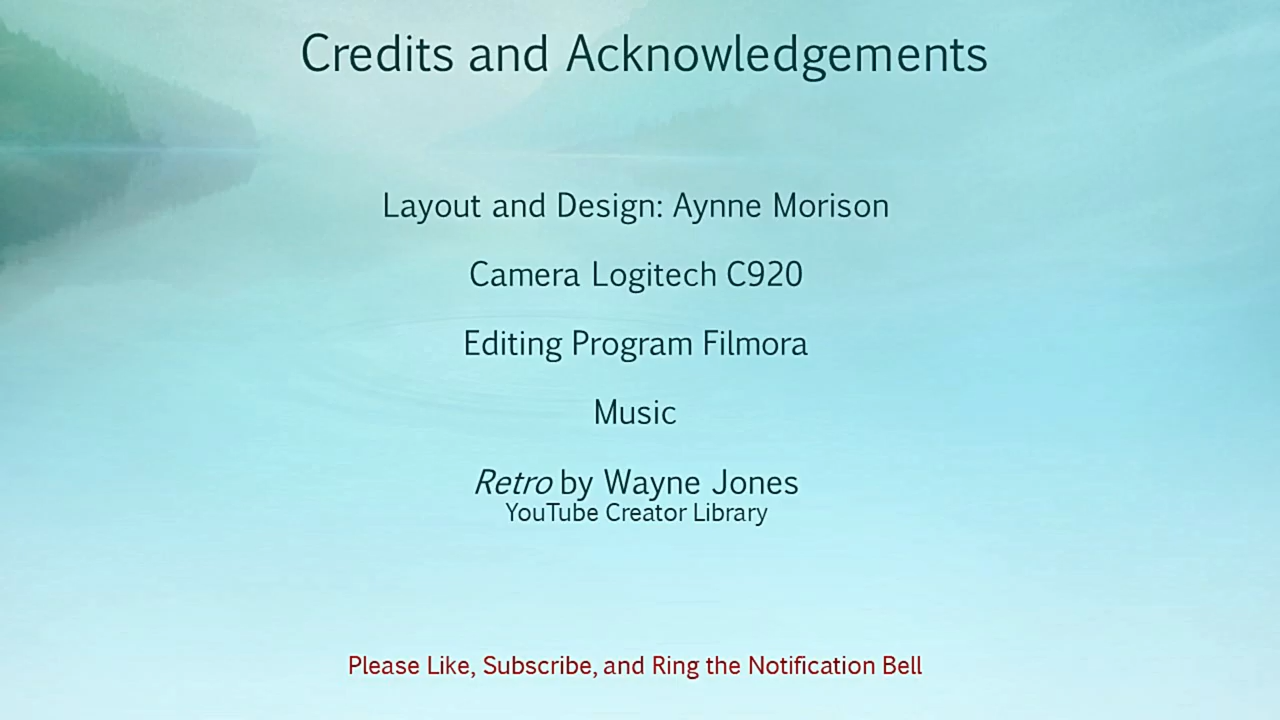 Credits and Acknowledgements
Layout and Design: Aynne Morison
Camera Logitech C920
Editing Program Filmora
Music
Retro by Wayne Jones
YouTube Creator Library
Please Like, Subscribe, and Ring the Notification Bell